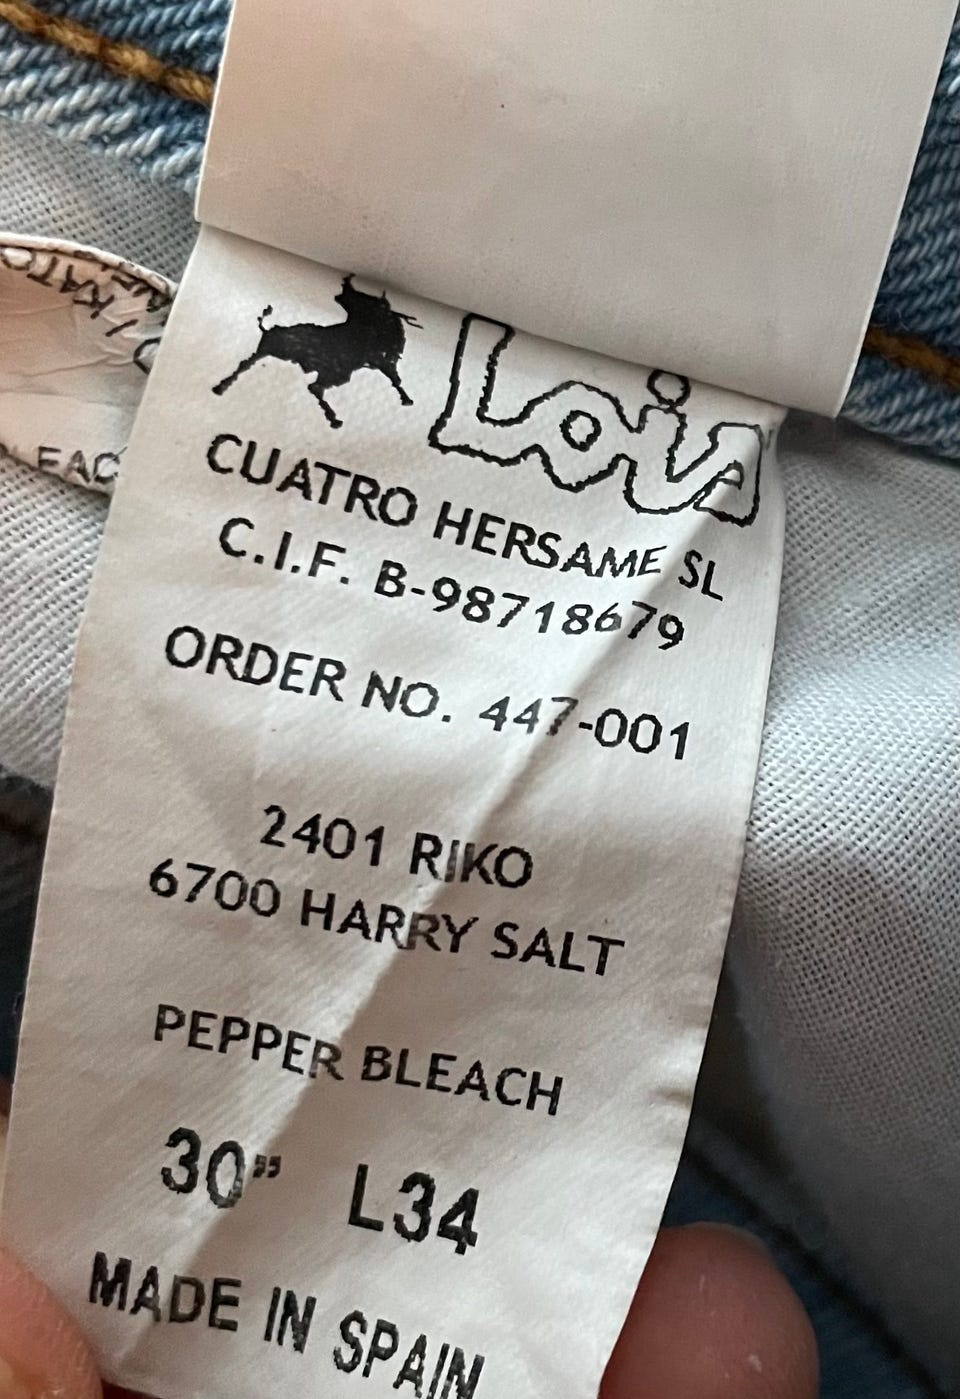 Lois
CUATRO HERSAME SL
C.I.F. B-98718679
ORDER NO. 447-001
2401 RIKO
6700 HARRY SALT
PEPPER BLEACH
30” L34
MADE IN SPAIN